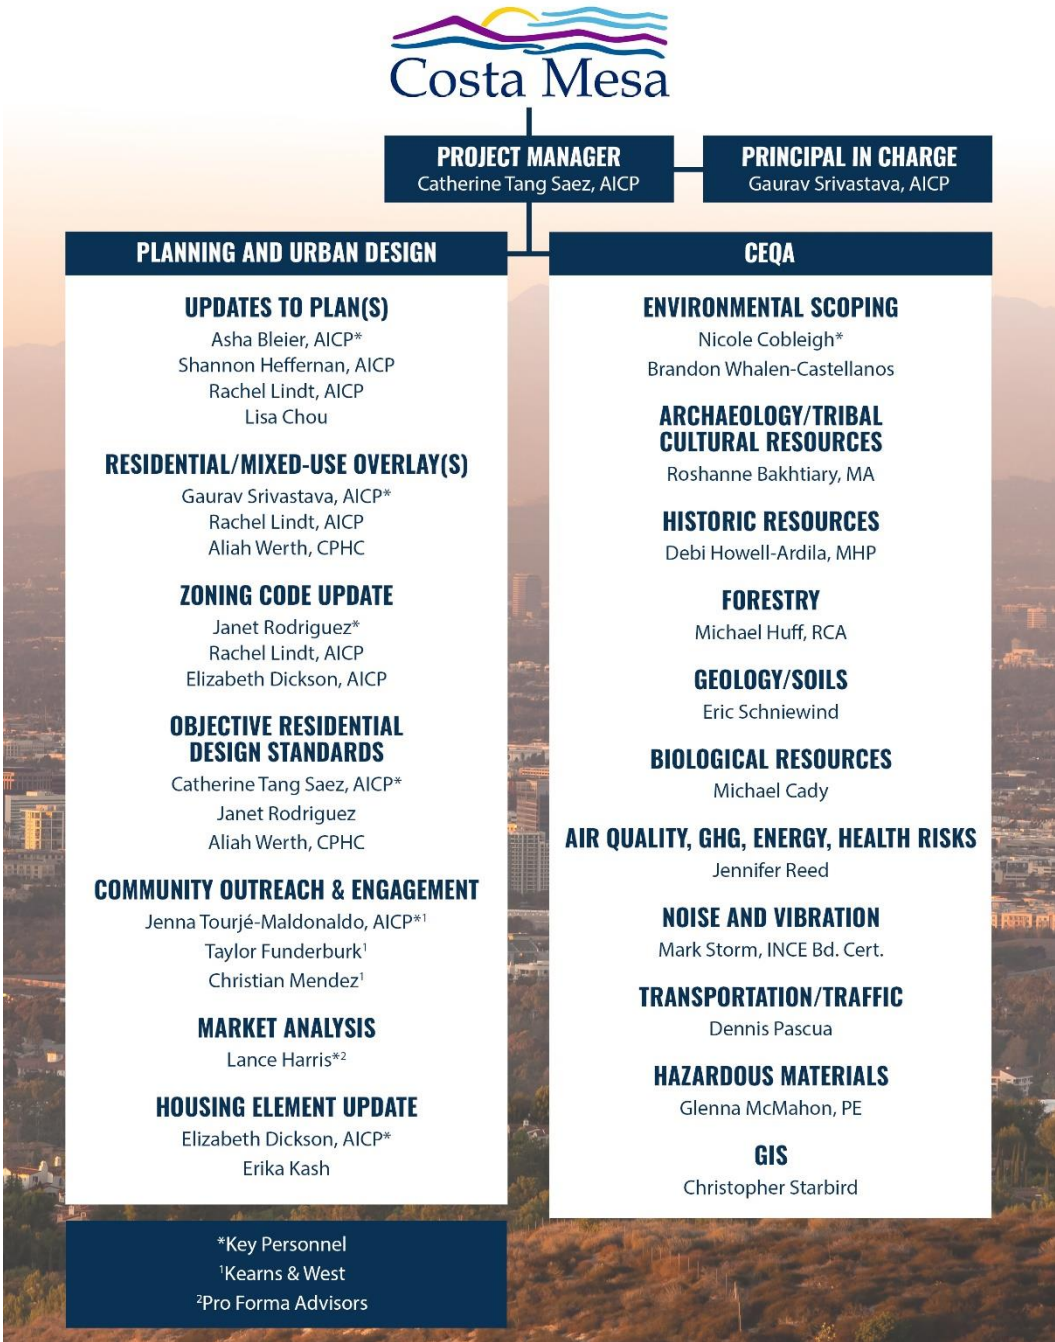 Costa Mesa
PROJECT MANAGER
Catherine Tang Saez, AICP
PRINCIPAL IN CHARGE
Gaurav Srivastava, AICP
PLANNING AND URBAN DESIGN
UPDATES TO PLAN(S)
Asha Bleier, AICP*
Shannon Heffernan, AICP
Rachel Lindt, AICP
Lisa Chou
RESIDENTIAL/MIXED-USE OVERLAY(S)
Gaurav Srivastava, AICP*
Rachel Lindt, AICP
Aliah Werth, CPHC
ZONING CODE UPDATE
Janet Rodriguez*
Rachel Lindt, AICP
Elizabeth Dickson, AICP
OBJECTIVE RESIDENTIAL
DESIGN STANDARDS
Catherine Tang Saez, AICP*
Janet Rodriguez
Aliah Werth, CPHC
COMMUNITY OUTREACH & ENGAGEMENT
Jenna Tourjé-Maldonaldo, AICP*¹
Taylor Funderburk¹
Christian Mendez¹
MARKET ANALYSIS
Lance Harris*²
HOUSING ELEMENT UPDATE
Elizabeth Dickson, AICP*
Erika Kash
*Key Personnel
¹Kearns & West
²Pro Forma Advisors
CEQA
ENVIRONMENTAL SCOPING
Nicole Cobleigh*
Brandon Whalen-Castellanos
ARCHAEOLOGY/TRIBAL
CULTURAL RESOURCES
Roshanne Bakhtiary, MA
HISTORIC RESOURCES
Debi Howell-Ardila, MHP
FORESTRY
Michael Huff, RCA
GEOLOGY/SOILS
Eric Schniewind
BIOLOGICAL RESOURCES
Michael Cady
AIR QUALITY, GHG, ENERGY, HEALTH RISKS
Jennifer Reed
NOISE AND VIBRATION
Mark Storm, INCE Bd. Cert.
TRANSPORTATION/TRAFFIC
Dennis Pascua
HAZARDOUS MATERIALS
Glenna McMahon, PE
GIS
Christopher Starbird